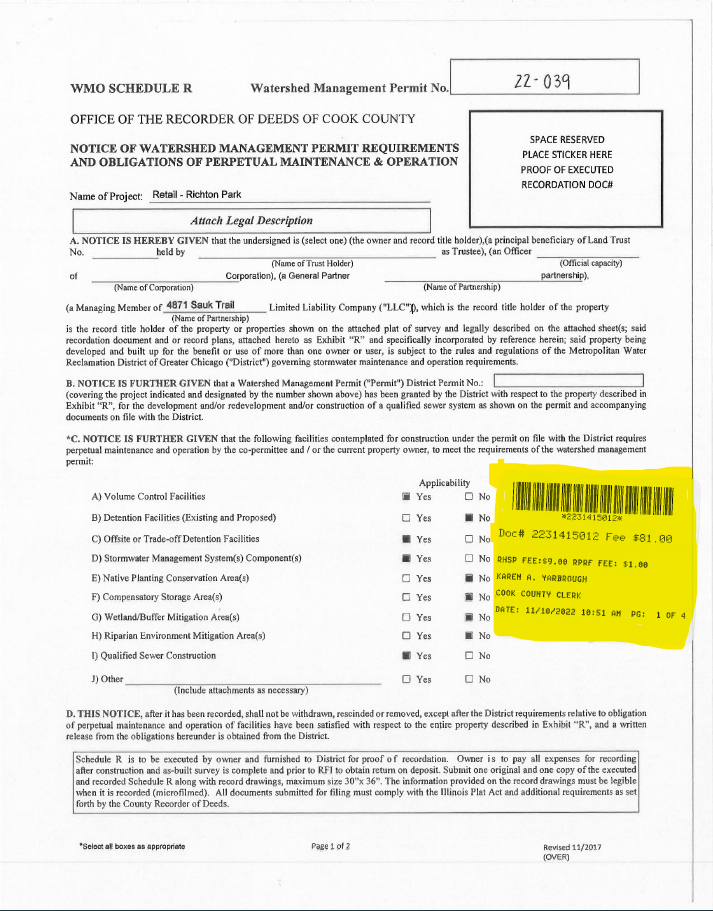 WMO SCHEDULE R Watershed Management Permit No. 22-039
OFFICE OF THE RECORDER OF DEEDS OF COOK COUNTY
NOTICE OF WATERSHED MANAGEMENT PERMIT REQUIREMENTS
AND OBLIGATIONS OF PERPETUAL MAINTENANCE & OPERATION
SPACE RESERVED
PLACE STICKER HERE
PROOF OF EXECUTED
RECORDATION DOC#
Name of Project: Retail - Richton Park
Attach Legal Description
A. NOTICE IS HEREBY GIVEN that the undersigned is (select one) (the owner and record title holder),(a principal beneficiary of Land Trust
No. held by as Trustee), (an Officer
(Name of Trust Holder) (Official capacity)
of Corporation), (a General Partner partnership),
(Name of Corporation) (Name of Partnership)
(a Managing Member of 4871 Sauk Trail Limited Liability Company ("LLC")), which is the record title holder of the property
(Name of Partnership)
is the record title holder of the property or properties shown on the attached plat of survey and legally described on the attached sheet(s; said
recordation document and or record plans, attached hereto as Exhibit "R" and specifically incorporated by reference herein; said property being
developed and built up for the benefit or use of more than one owner or user, is subject to the rules and regulations of the Metropolitan Water
Reclamation District of Greater Chicago ("District") governing stormwater maintenance and operation requirements.
B. NOTICE IS FURTHER GIVEN that a Watershed Management Permit ("Permit") District Permit No.:
(covering the project indicated and designated by the number shown above) has been granted by the District with respect to the property described in
Exhibit "R", for the development and/or redevelopment and/or construction of a qualified sewer system as shown on the permit and accompanying
documents on file with the District.
*C. NOTICE IS FURTHER GIVEN that the following facilities contemplated for construction under the permit on file with the District requires
perpetual maintenance and operation by the co-permittee and / or the current property owner, to meet the requirements of the watershed management
permit:
Applicability
A) Volume Control Facilities ■ Yes ☐ No
B) Detention Facilities (Existing and Proposed) ☐ Yes ■ No
C) Offsite or Trade-off Detention Facilities ■ Yes ☐ No
D) Stormwater Management System(s) Component(s) ■ Yes ☐ No
E) Native Planting Conservation Area(s) ☐ Yes ■ No
F) Compensatory Storage Area(s) ☐ Yes ■ No
G) Wetland/Buffer Mitigation Area(s) ☐ Yes ■ No
H) Riparian Environment Mitigation Area(s) ☐ Yes ■ No
I) Qualified Sewer Construction ■ Yes ☐ No
J) Other ☐ Yes ☐ No
(Include attachments as necessary)
*2231415012*
Doc# 2231415012 Fee $81.00
RHSP FEE:$9.00 RPRF FEE: $1.00
KAREN A. YARBROUGH
COOK COUNTY CLERK
DATE: 11/10/2022 10:51 AM PG: 1 OF 4
D. THIS NOTICE, after it has been recorded, shall not be withdrawn, rescinded or removed, except after the District requirements relative to obligation
of perpetual maintenance and operation of facilities have been satisfied with respect to the entire property described in Exhibit "R", and a written
release from the obligations hereunder is obtained from the District.
Schedule R is to be executed by owner and furnished to District for proof of recordation. Owner is to pay all expenses for recording
after construction and as-built survey is complete and prior to RFI to obtain return on deposit. Submit one original and one copy of the executed
and recorded Schedule R along with record drawings, maximum size 30"x 36". The information provided on the record drawings must be legible
when it is recorded (microfilmed). All documents submitted for filing must comply with the Illinois Plat Act and additional requirements as set
forth by the County Recorder of Deeds.
*Select all boxes as appropriate Page 1 of 2 Revised 11/2017
(OVER)